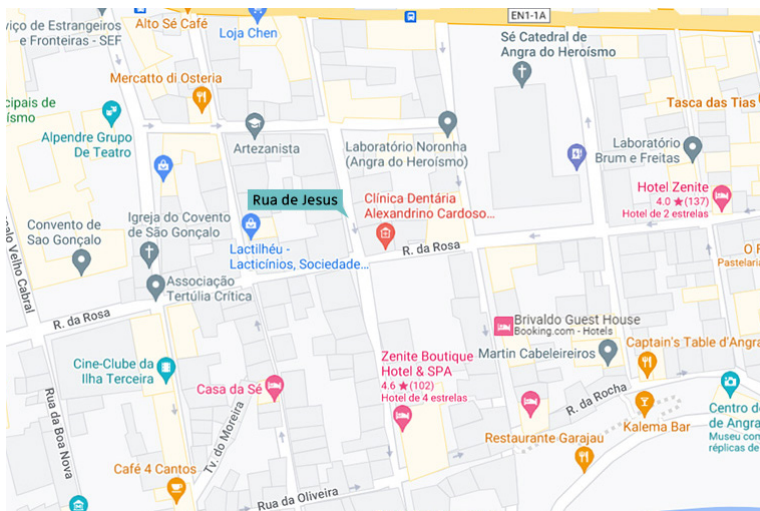 viço de Estrangeiros
e Fronteiras - SEF
Alto Sé Café
Loja Chen
EN1-1A
Sé Catedral de
Angra do Heroísmo
Mercatto di Osteria
cipais de
ísmo
Alpendre Grupo
De Teatro
Artezanista
Laboratório Noronha
(Angra do Heroísmo)
Tasca das Tias
Laboratório
Brum e Freitas
Rua de Jesus
Clínica Dentária
Alexandrino Cardoso...
Hotel Zenite
4.0 ★ (137)
Hotel de 2 estrelas
Convento de
Sao Gonçalo
Igreja do Covento
de São Gonçalo
Lactilhéu -
Lacticínios, Sociedade...
R. da Rosa
O F
Pastelaria
alo Velho Cabral
Associação
Tertúlia Crítica
R. da Rosa
Brivaldo Guest House
Booking.com - Hotels
Cine-Clube da
Ilha Terceira
Zenite Boutique
Hotel & SPA
4.6 ★ (102)
Hotel de 4 estrelas
Martin Cabeleireiros
Captain's Table d'Angra
Casa da Sé
Rua da Boa Nova
Tv. do Moreira
R. da Rocha
Centro de
de Angra
Museu com
réplicas de
Kalema Bar
Restaurante Garajau
Café 4 Cantos
Rua da Oliveira